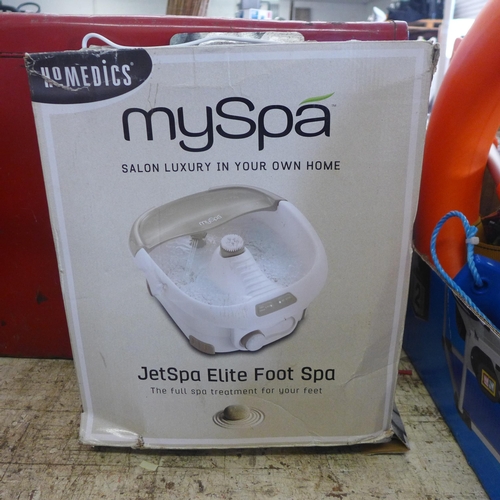 HOMEDICS®
mySpa™
SALON LUXURY IN YOUR OWN HOME
myspa
JetSpa Elite Foot Spa
The full spa treatment for your feet